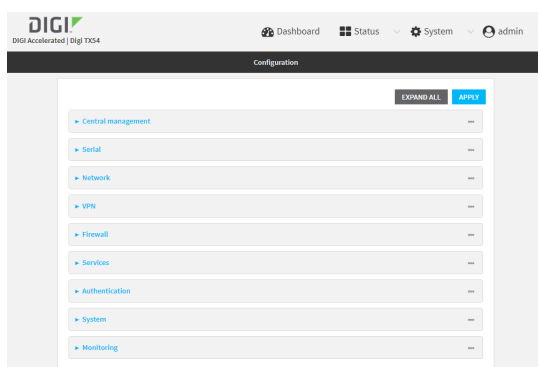 DIGI
DIGI Accelerated | Digi TX54
Dashboard Status System admin
Configuration
EXPAND ALL APPLY
Central management
Serial
Network
VPN
Firewall
Services
Authentication
System
Monitoring